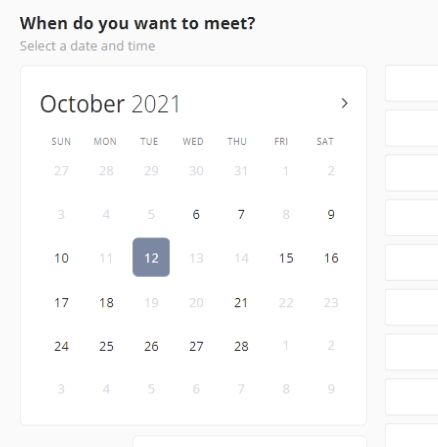 When do you want to meet?
Select a date and time
October 2021 >
SUN MON TUE WED THU FRI SAT
27 28 29 30 31 1 2
3 4 5 6 7 8 9
10 11 12 13 14 15 16
17 18 19 20 21 22 23
24 25 26 27 28 1 2
3 4 5 6 7 8 9